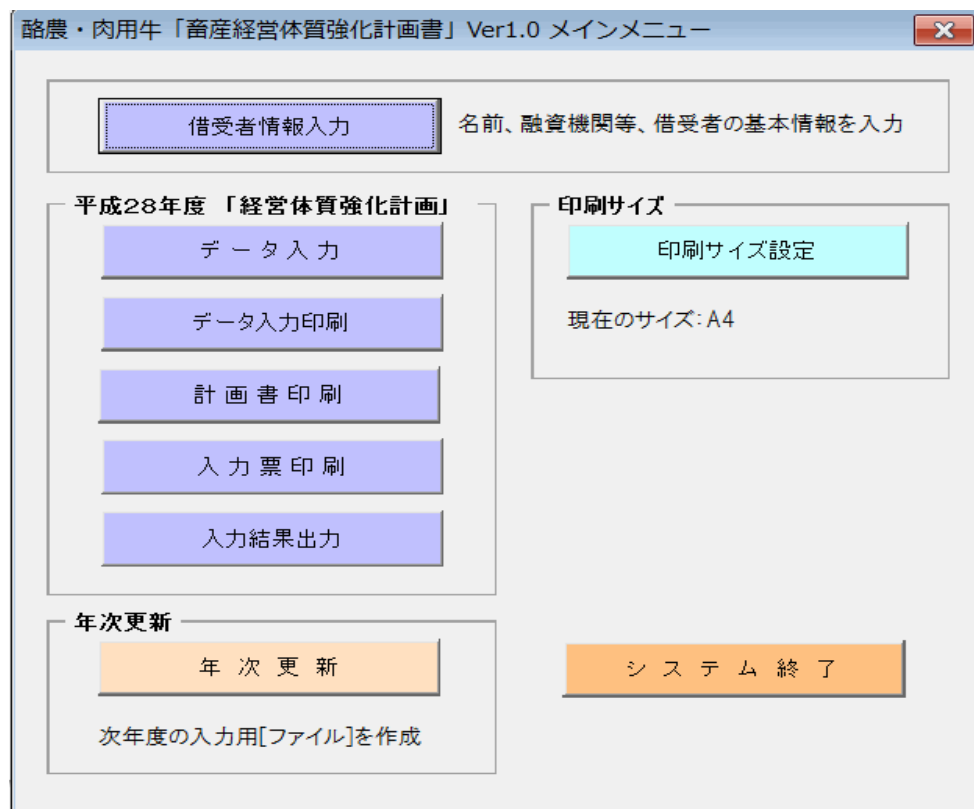 酪農・肉用牛「畜産経営体質強化計画書」Ver1.0 メインメニュー
借受者情報入力
名前、融資機関等、借受者の基本情報を入力
平成28年度 「経営体質強化計画」
データ入力
データ入力印刷
計画書印刷
入力票印刷
入力結果出力
印刷サイズ
印刷サイズ設定
現在のサイズ:A4
年次更新
年次更新
次年度の入力用[ファイル]を作成
システム終了